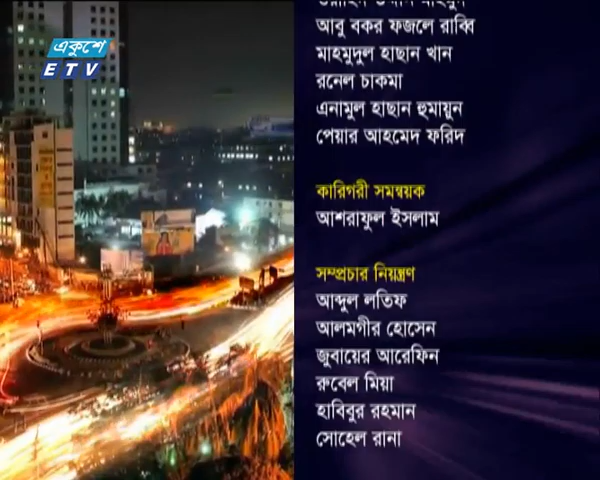 একুশে
ETV
আবু বকর ফজলে রাব্বি
মাহমুদুল হাছান খান
রনেল চাকমা
এনামুল হাছান হুমায়ুন
পেয়ার আহমেদ ফরিদ
কারিগরী সমন্বয়ক
আশরাফুল ইসলাম
সম্প্রচার নিয়ন্ত্রণ
আব্দুল লতিফ
আলমগীর হোসেন
জুবায়ের আরেফিন
রুবেল মিয়া
হাবিবুর রহমান
সোহেল রানা